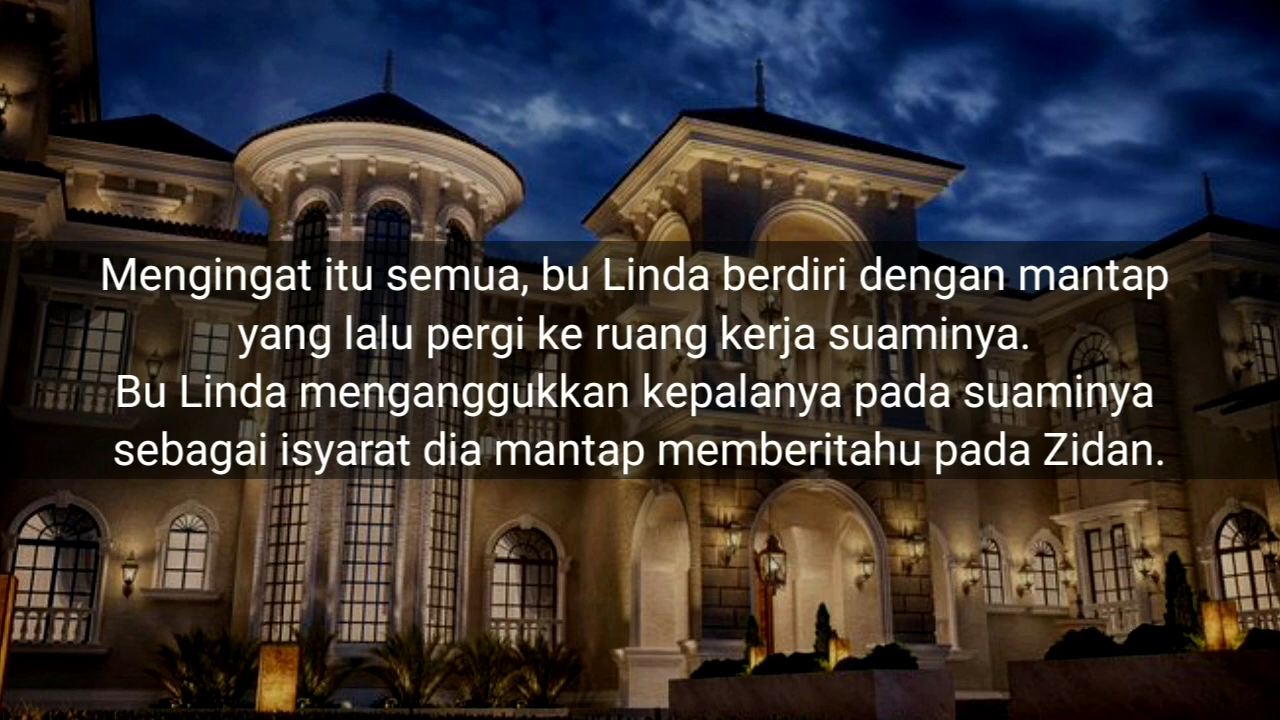 Mengingat itu semua, bu Linda berdiri dengan mantap
yang lalu pergi ke ruang kerja suaminya.
Bu Linda menganggukkan kepalanya pada suaminya
sebagai isyarat dia mantap memberitahu pada Zidan.